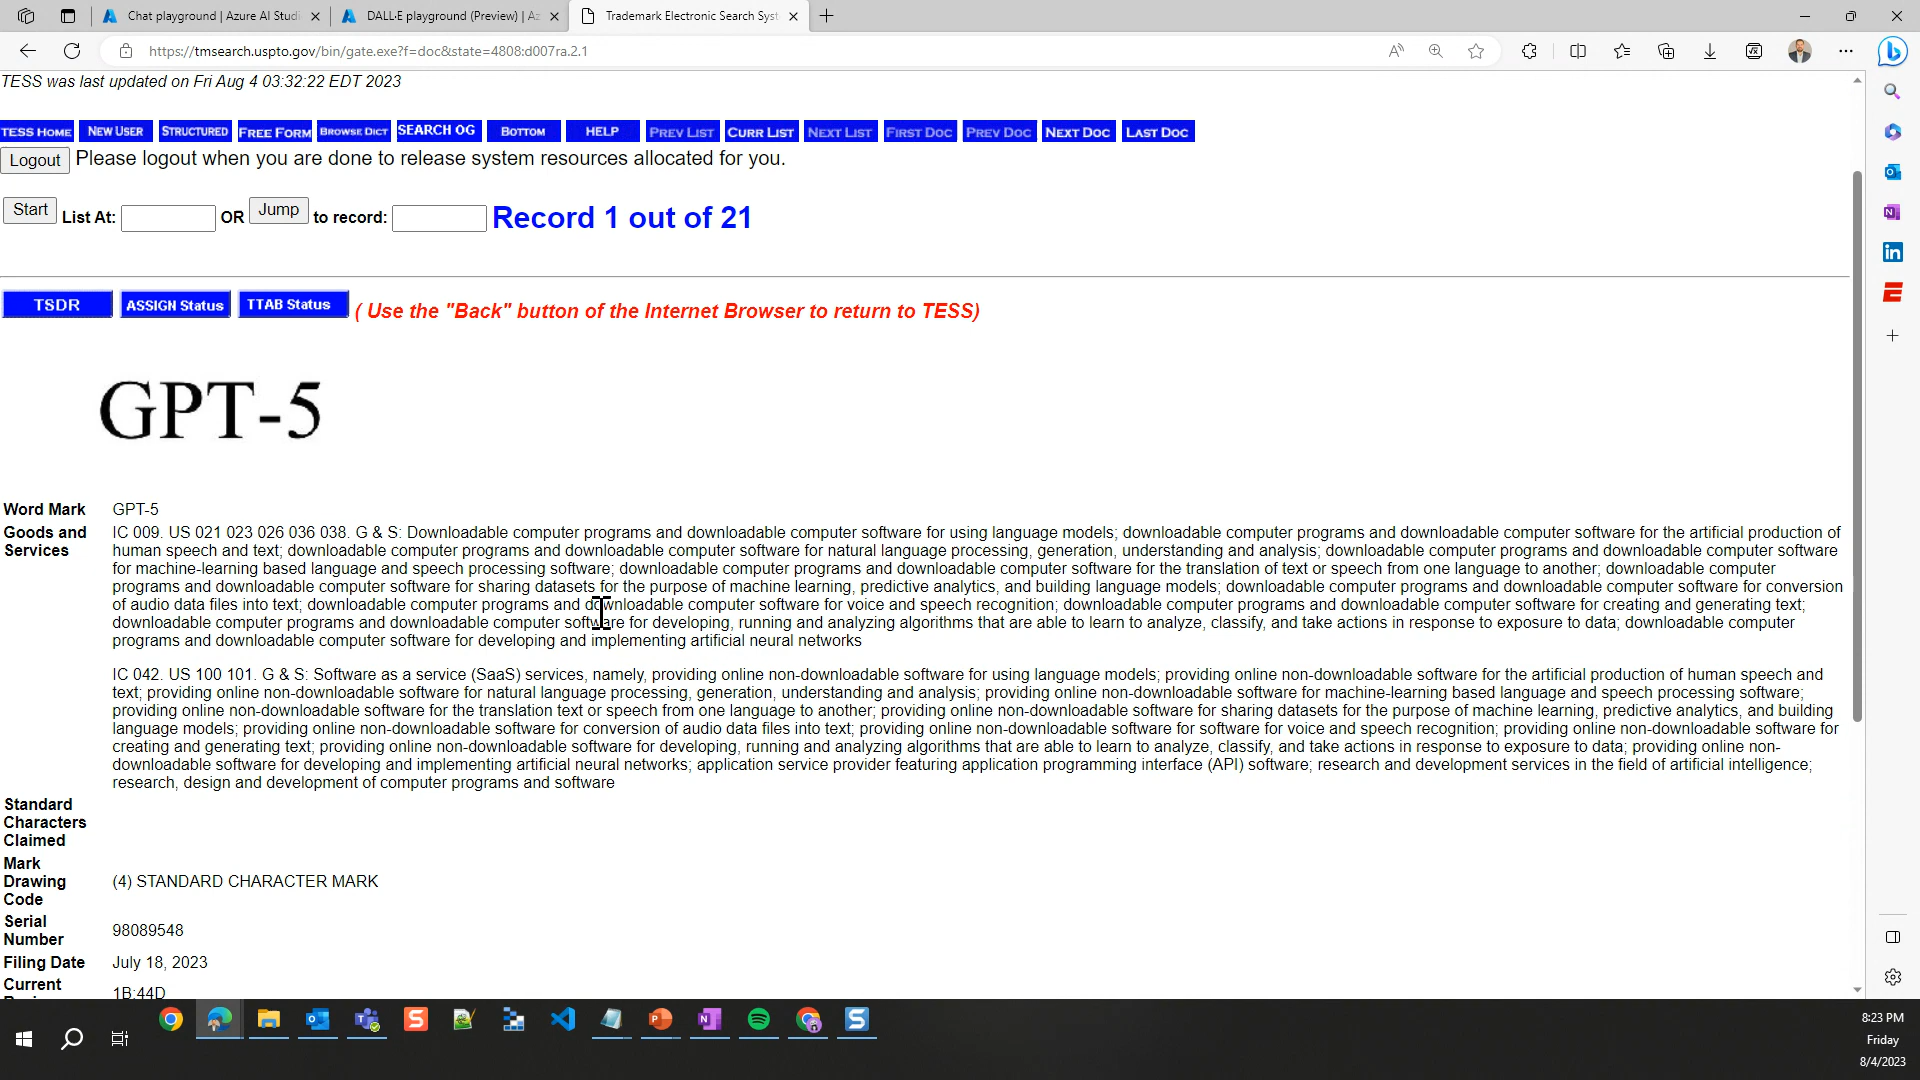 Chat playground | Azure AI Studi
DALL·E playground (Preview) | Az
Trademark Electronic Search Syst
https://tmsearch.uspto.gov/bin/gate.exe?f=doc&state=4808:d007ra.2.1
TESS was last updated on Fri Aug 4 03:32:22 EDT 2023
TESS HOME NEW USER STRUCTURED FREE FORM BROWSE DICT SEARCH OG BOTTOM HELP PREV LIST CURR LIST NEXT LIST FIRST DOC PREV DOC NEXT DOC LAST DOC
Logout Please logout when you are done to release system resources allocated for you.
Start List At: OR Jump to record: Record 1 out of 21
TSDR ASSIGN Status TTAB Status ( Use the "Back" button of the Internet Browser to return to TESS)
GPT-5
Word Mark GPT-5
Goods and Services IC 009. US 021 023 026 036 038. G & S: Downloadable computer programs and downloadable computer software for using language models; downloadable computer programs and downloadable computer software for the artificial production of
human speech and text; downloadable computer programs and downloadable computer software for natural language processing, generation, understanding and analysis; downloadable computer programs and downloadable computer software
for machine-learning based language and speech processing software; downloadable computer programs and downloadable computer software for the translation of text or speech from one language to another; downloadable computer
programs and downloadable computer software for sharing datasets for the purpose of machine learning, predictive analytics, and building language models; downloadable computer programs and downloadable computer software for conversion
of audio data files into text; downloadable computer programs and downloadable computer software for voice and speech recognition; downloadable computer programs and downloadable computer software for creating and generating text;
downloadable computer programs and downloadable computer software for developing, running and analyzing algorithms that are able to learn to analyze, classify, and take actions in response to exposure to data; downloadable computer
programs and downloadable computer software for developing and implementing artificial neural networks
IC 042. US 100 101. G & S: Software as a service (SaaS) services, namely, providing online non-downloadable software for using language models; providing online non-downloadable software for the artificial production of human speech and
text; providing online non-downloadable software for natural language processing, generation, understanding and analysis; providing online non-downloadable software for machine-learning based language and speech processing software;
providing online non-downloadable software for the translation text or speech from one language to another; providing online non-downloadable software for sharing datasets for the purpose of machine learning, predictive analytics, and building
language models; providing online non-downloadable software for conversion of audio data files into text; providing online non-downloadable software for software for voice and speech recognition; providing online non-downloadable software for
creating and generating text; providing online non-downloadable software for developing, running and analyzing algorithms that are able to learn to analyze, classify, and take actions in response to exposure to data; providing online non-
downloadable software for developing and implementing artificial neural networks; application service provider featuring application programming interface (API) software; research and development services in the field of artificial intelligence;
research, design and development of computer programs and software
Standard
Characters
Claimed
Mark
Drawing (4) STANDARD CHARACTER MARK
Code
Serial
Number 98089548
Filing Date July 18, 2023
Current
1B:44D
8:23 PM
Friday
8/4/2023